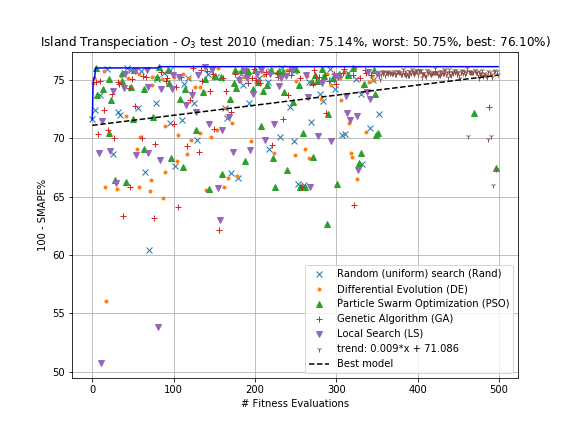 Island Transpeciation - O3 test 2010 (median: 75.14%, worst: 50.75%, best: 76.10%)
100 - SMAPE%
75
70
65
60
55
50
Random (uniform) search (Rand)
Differential Evolution (DE)
Particle Swarm Optimization (PSO)
Genetic Algorithm (GA)
Local Search (LS)
trend: 0.009*x + 71.086
Best model
0 100 200 300 400 500
# Fitness Evaluations